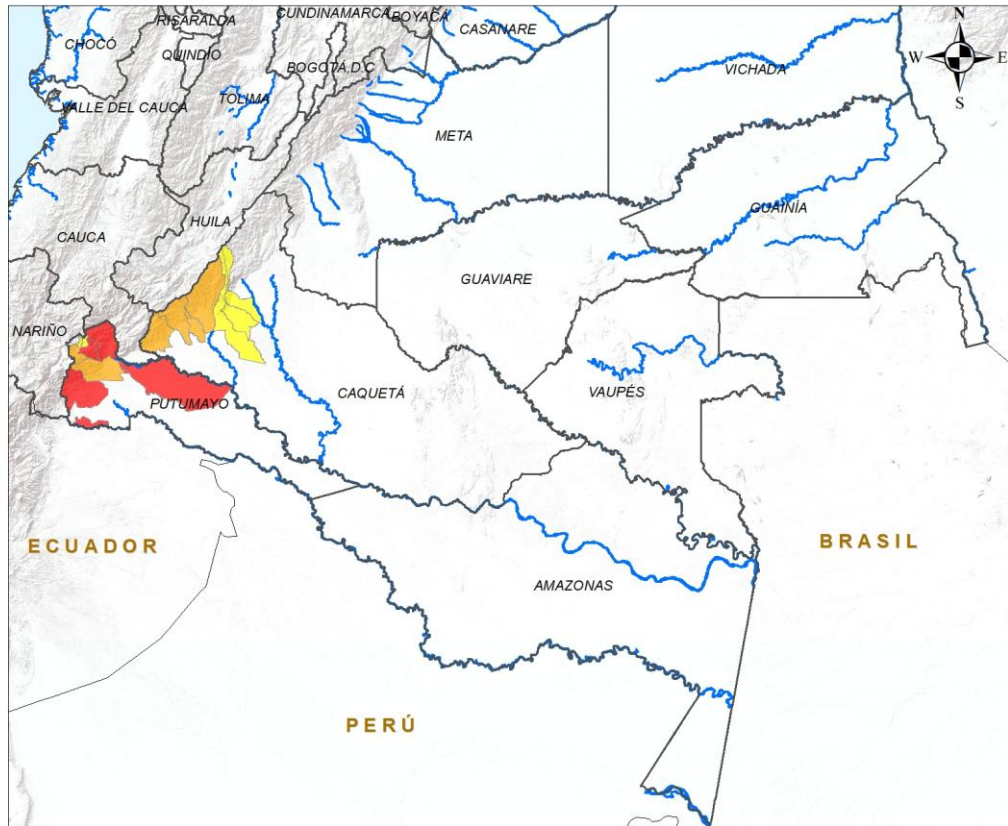 CUNDINAMARCA
BOYACÁ
RISARALDA
CASANARE
N
CHOCÓ
QUINDÍO
BOGOTÁ D.C
W
E
VICHADA
TOLIMA
VALLE DEL CAUCA
S
META
GUAINÍA
HUILA
CAUCA
GUAVIARE
NARIÑO
CAQUETÁ
VAUPÉS
PUTUMAYO
ECUADOR
BRASIL
AMAZONAS
PERÚ